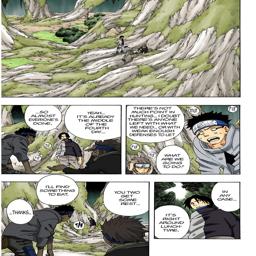 ...SO
ALMOST
EVERYONE'S
DONE.
YEAH...
IT'S ALREADY
THE MIDDLE
OF THE
FOURTH
DAY...
THERE'S NOT
MUCH POINT IN
HUNTING... I DOUBT
THERE'S ANYONE
LEFT WITH WHAT
WE NEED... OR WITH
WEAK ENOUGH
DEFENSES TO LET
WHAT
ARE WE
GOING
TO DO?
I'LL FIND
SOMETHING
TO EAT.
...THANKS...
YOU TWO
GET
SOME
REST...
IN
ANY
CASE...
IT'S
RIGHT
AROUND
LUNCH-
TIME.